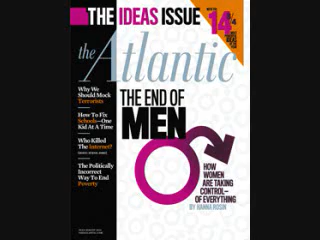 THE IDEAS ISSUE
14
the Atlantic
Why We
Should Mock
Terrorists
How To Fix
Schools—One
Kid At A Time
Who Killed
The Internet?
The Politically
Incorrect
Way To End
Poverty
THE END OF
MEN
HOW
WOMEN
ARE TAKING
CONTROL—
OF EVERYTHING
BY HANNA ROSIN